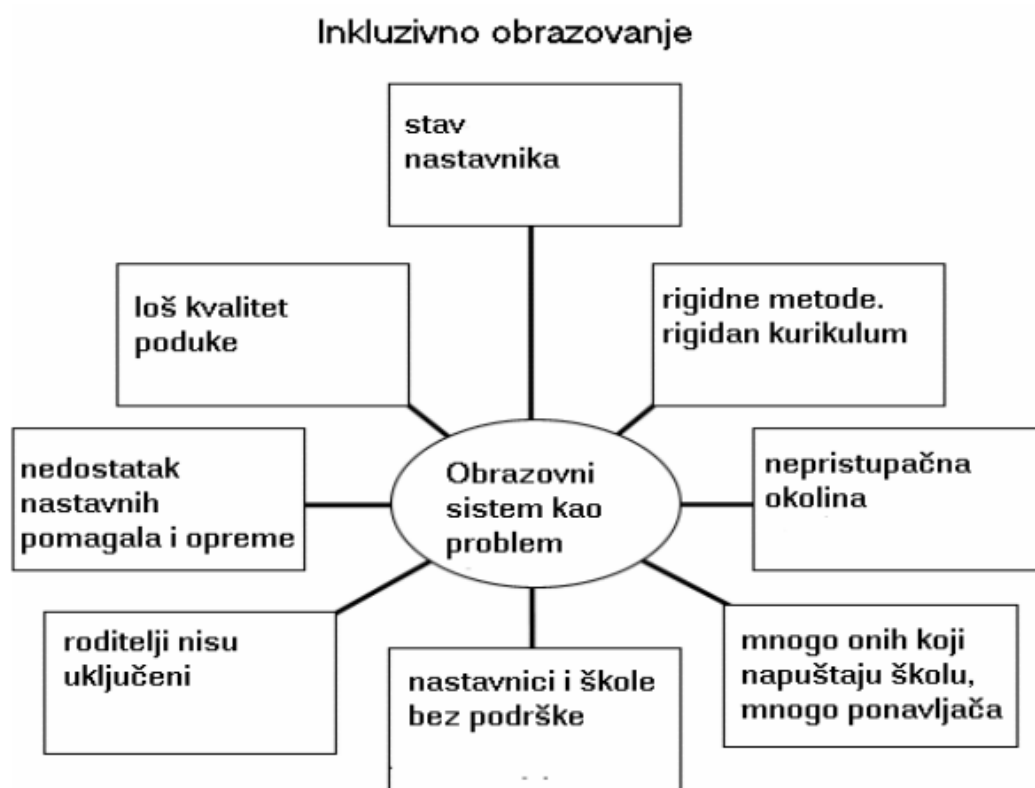 Inkluzivno obrazovanje
stav
nastavnika
loš kvalitet
poduke
rigidne metode.
rigidan kurikulum
nedostatak
nastavnih
pomagala i opreme
Obrazovni
sistem kao
problem
nepristupačna
okolina
roditelji nisu
uključeni
nastavnici i škole
bez podrške
mnogo onih koji
napuštaju školu,
mnogo ponavljača